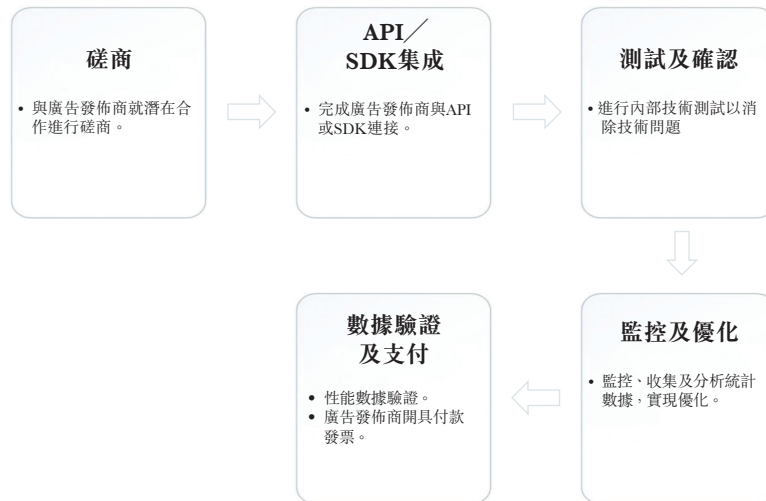 磋商
• 與廣告發佈商就潛在合
作進行磋商。
API／
SDK集成
• 完成廣告發佈商與API
或SDK連接。
測試及確認
• 進行內部技術測試以消
除技術問題
監控及優化
• 監控、收集及分析統計
數據，實現優化。
數據驗證
及支付
• 性能數據驗證。
• 廣告發佈商開具付款
發票。